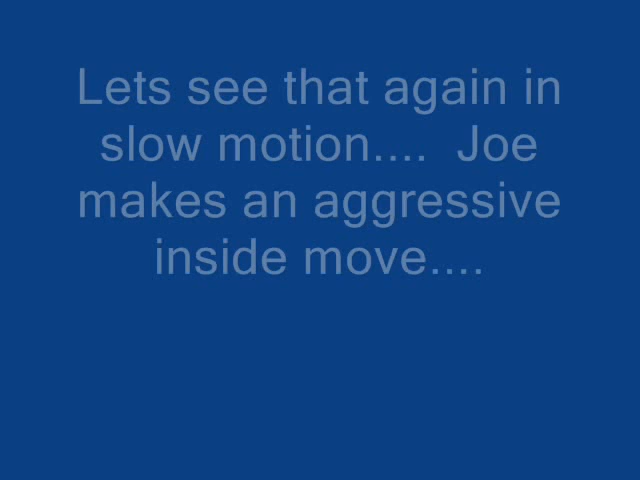 Lets see that again in
slow motion....  Joe
makes an aggressive
inside move....